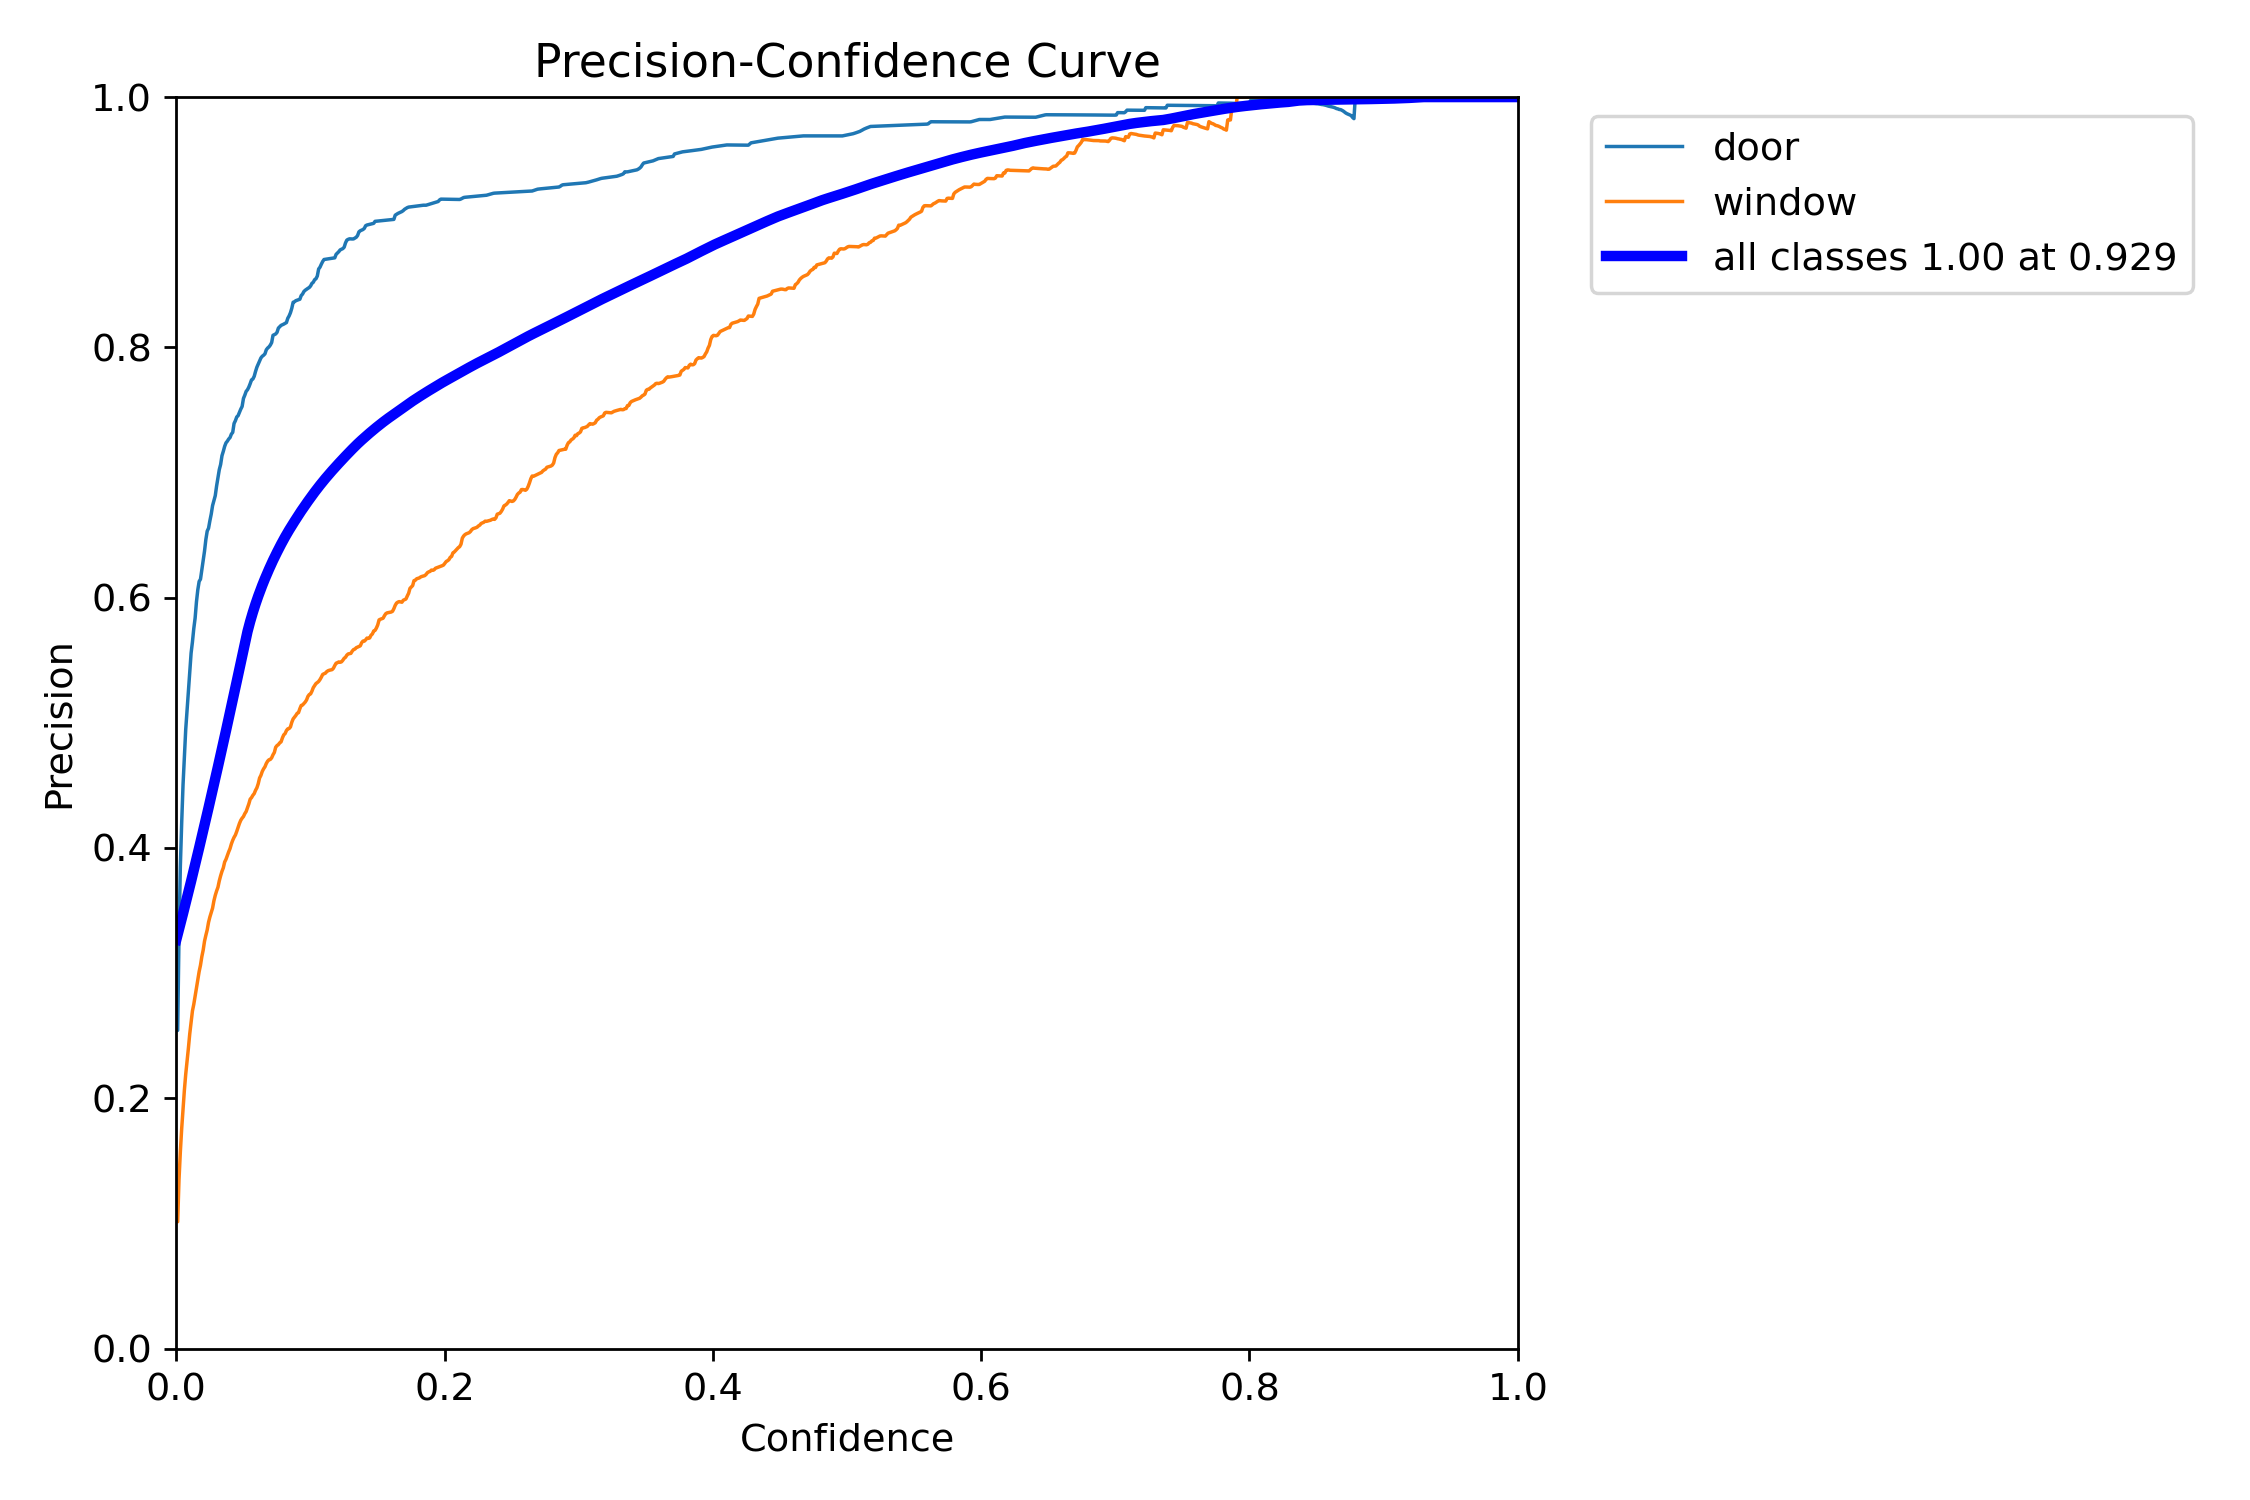 Precision-Confidence Curve
1.0
0.8
0.6
0.4
0.2
0.0
Precision
0.0 0.2 0.4 0.6 0.8 1.0
Confidence
door
window
all classes 1.00 at 0.929